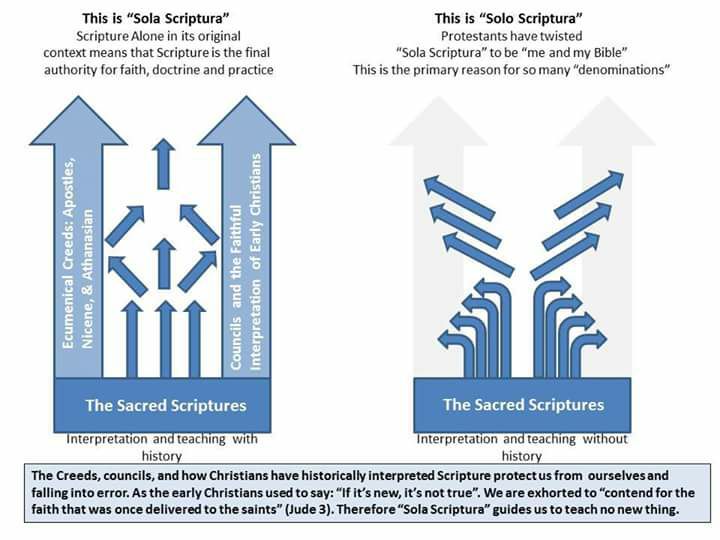 This is “Sola Scriptura”
Scripture Alone in its original
context means that Scripture is the final
authority for faith, doctrine and practice
Ecumenical Creeds: Apostles,
Nicene, & Athanasian
Councils and the Faithful
Interpretation of Early Christians
The Sacred Scriptures
Interpretation and teaching with
history
This is “Solo Scriptura”
Protestants have twisted
“Sola Scriptura” to be “me and my Bible”
This is the primary reason for so many “denominations”
The Sacred Scriptures
Interpretation and teaching without
history
The Creeds, councils, and how Christians have historically interpreted Scripture protect us from ourselves and
falling into error. As the early Christians used to say: “If it’s new, it’s not true”. We are exhorted to “contend for the
faith that was once delivered to the saints” (Jude 3). Therefore “Sola Scriptura” guides us to teach no new thing.